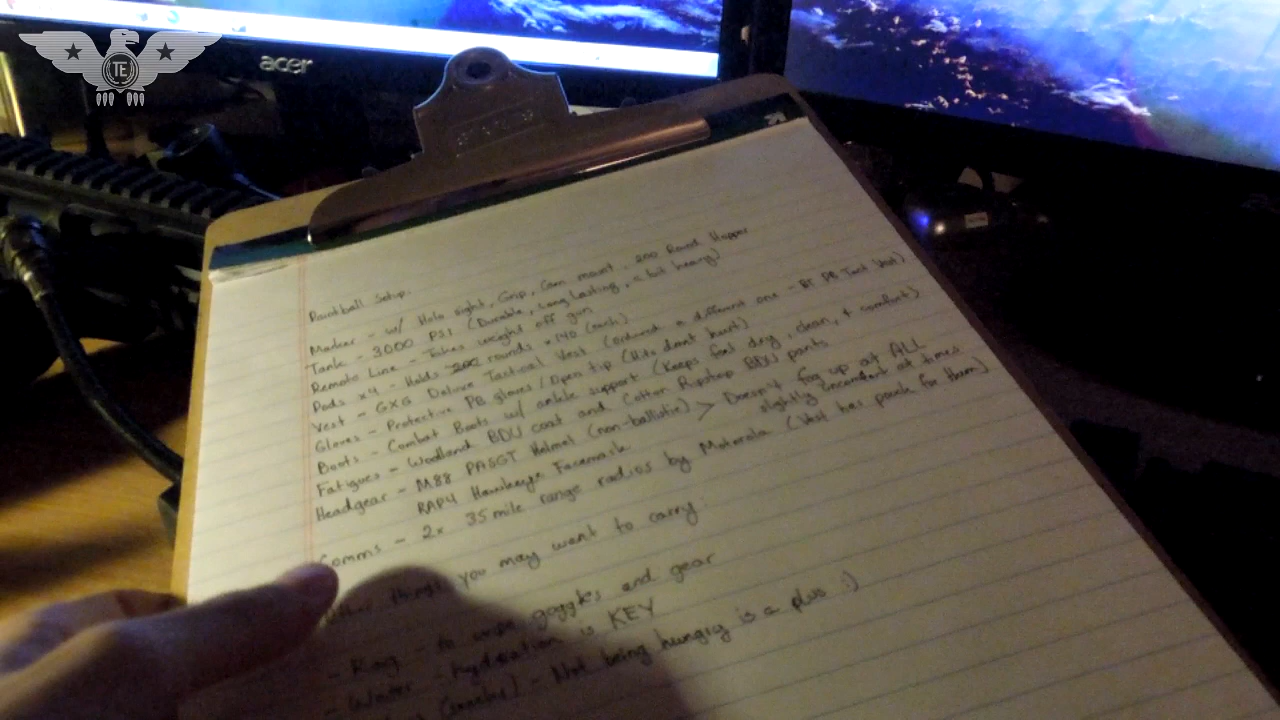 TE
acer
Paintball Setup.
Marker - w/ Holo sight, Grip, Cam mount, 200 Round Hopper
Tank - 3000 PSI (Durable, Long Lasting, a bit heavy)
Remote Line - Takes weight off gun
Pods x4 - Holds rounds x140 (each)
Vest - GXG Deluxe Tactical Vest (ordered a different one - BT PB Tact Vest)
Gloves - Protective PB gloves/Open tip (Hits dont hurt)
Boots - Combat Boots w/ ankle support (Keeps feet dry, clean, + comfort)
Fatigues - Woodland BDU coat and Cotton Ripstop BDU pants
Headgear - M88 PASGT Helmet (non-ballistic) > Doesn't fog up at ALL
RAP4 Hawkeye Facemask slightly uncomfort at times
Comms - 2x 35 mile range radios by Motorola (Vest has pouch for them)
Other things you may want to carry
- Rag - to wipe goggles and gear
- Water - hydration is KEY
(snacks) - Not being hungry is a plus :)